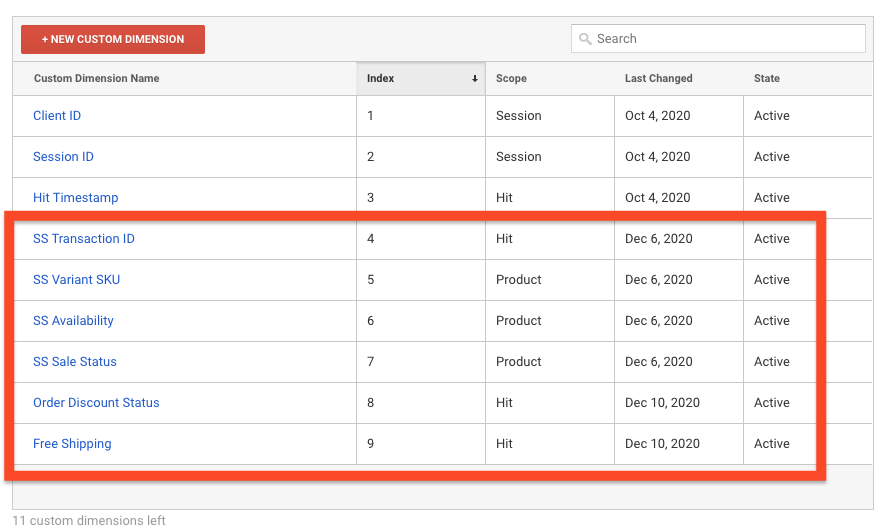 + NEW CUSTOM DIMENSION
Search
Custom Dimension Name Index Scope Last Changed State
Client ID 1 Session Oct 4, 2020 Active
Session ID 2 Session Oct 4, 2020 Active
Hit Timestamp 3 Hit Oct 4, 2020 Active
SS Transaction ID 4 Hit Dec 6, 2020 Active
SS Variant SKU 5 Product Dec 6, 2020 Active
SS Availability 6 Product Dec 6, 2020 Active
SS Sale Status 7 Product Dec 6, 2020 Active
Order Discount Status 8 Hit Dec 10, 2020 Active
Free Shipping 9 Hit Dec 10, 2020 Active
11 custom dimensions left